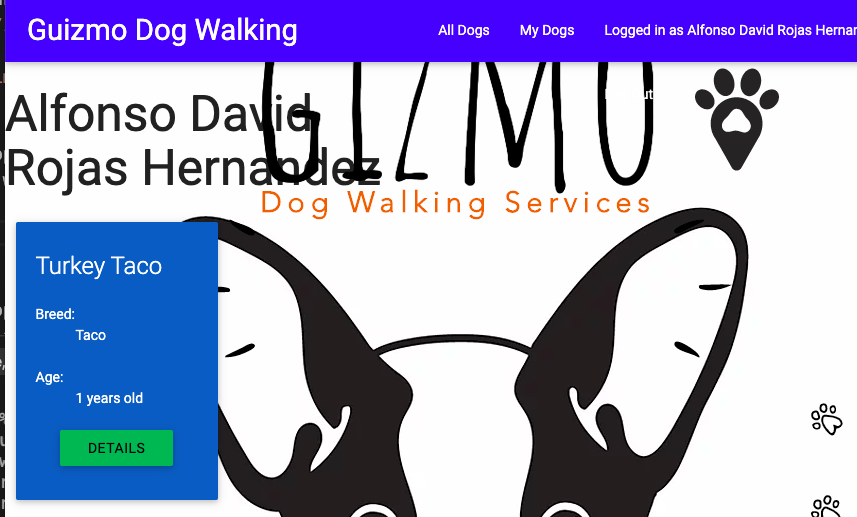 Guizmo Dog Walking
All Dogs
My Dogs
Logged in as Alfonso David Rojas
GIZMO
Alfonso David
Rojas Hernandez
Dog Walking Services
Turkey Taco
Breed:
Taco
Age:
1 years old
DETAILS